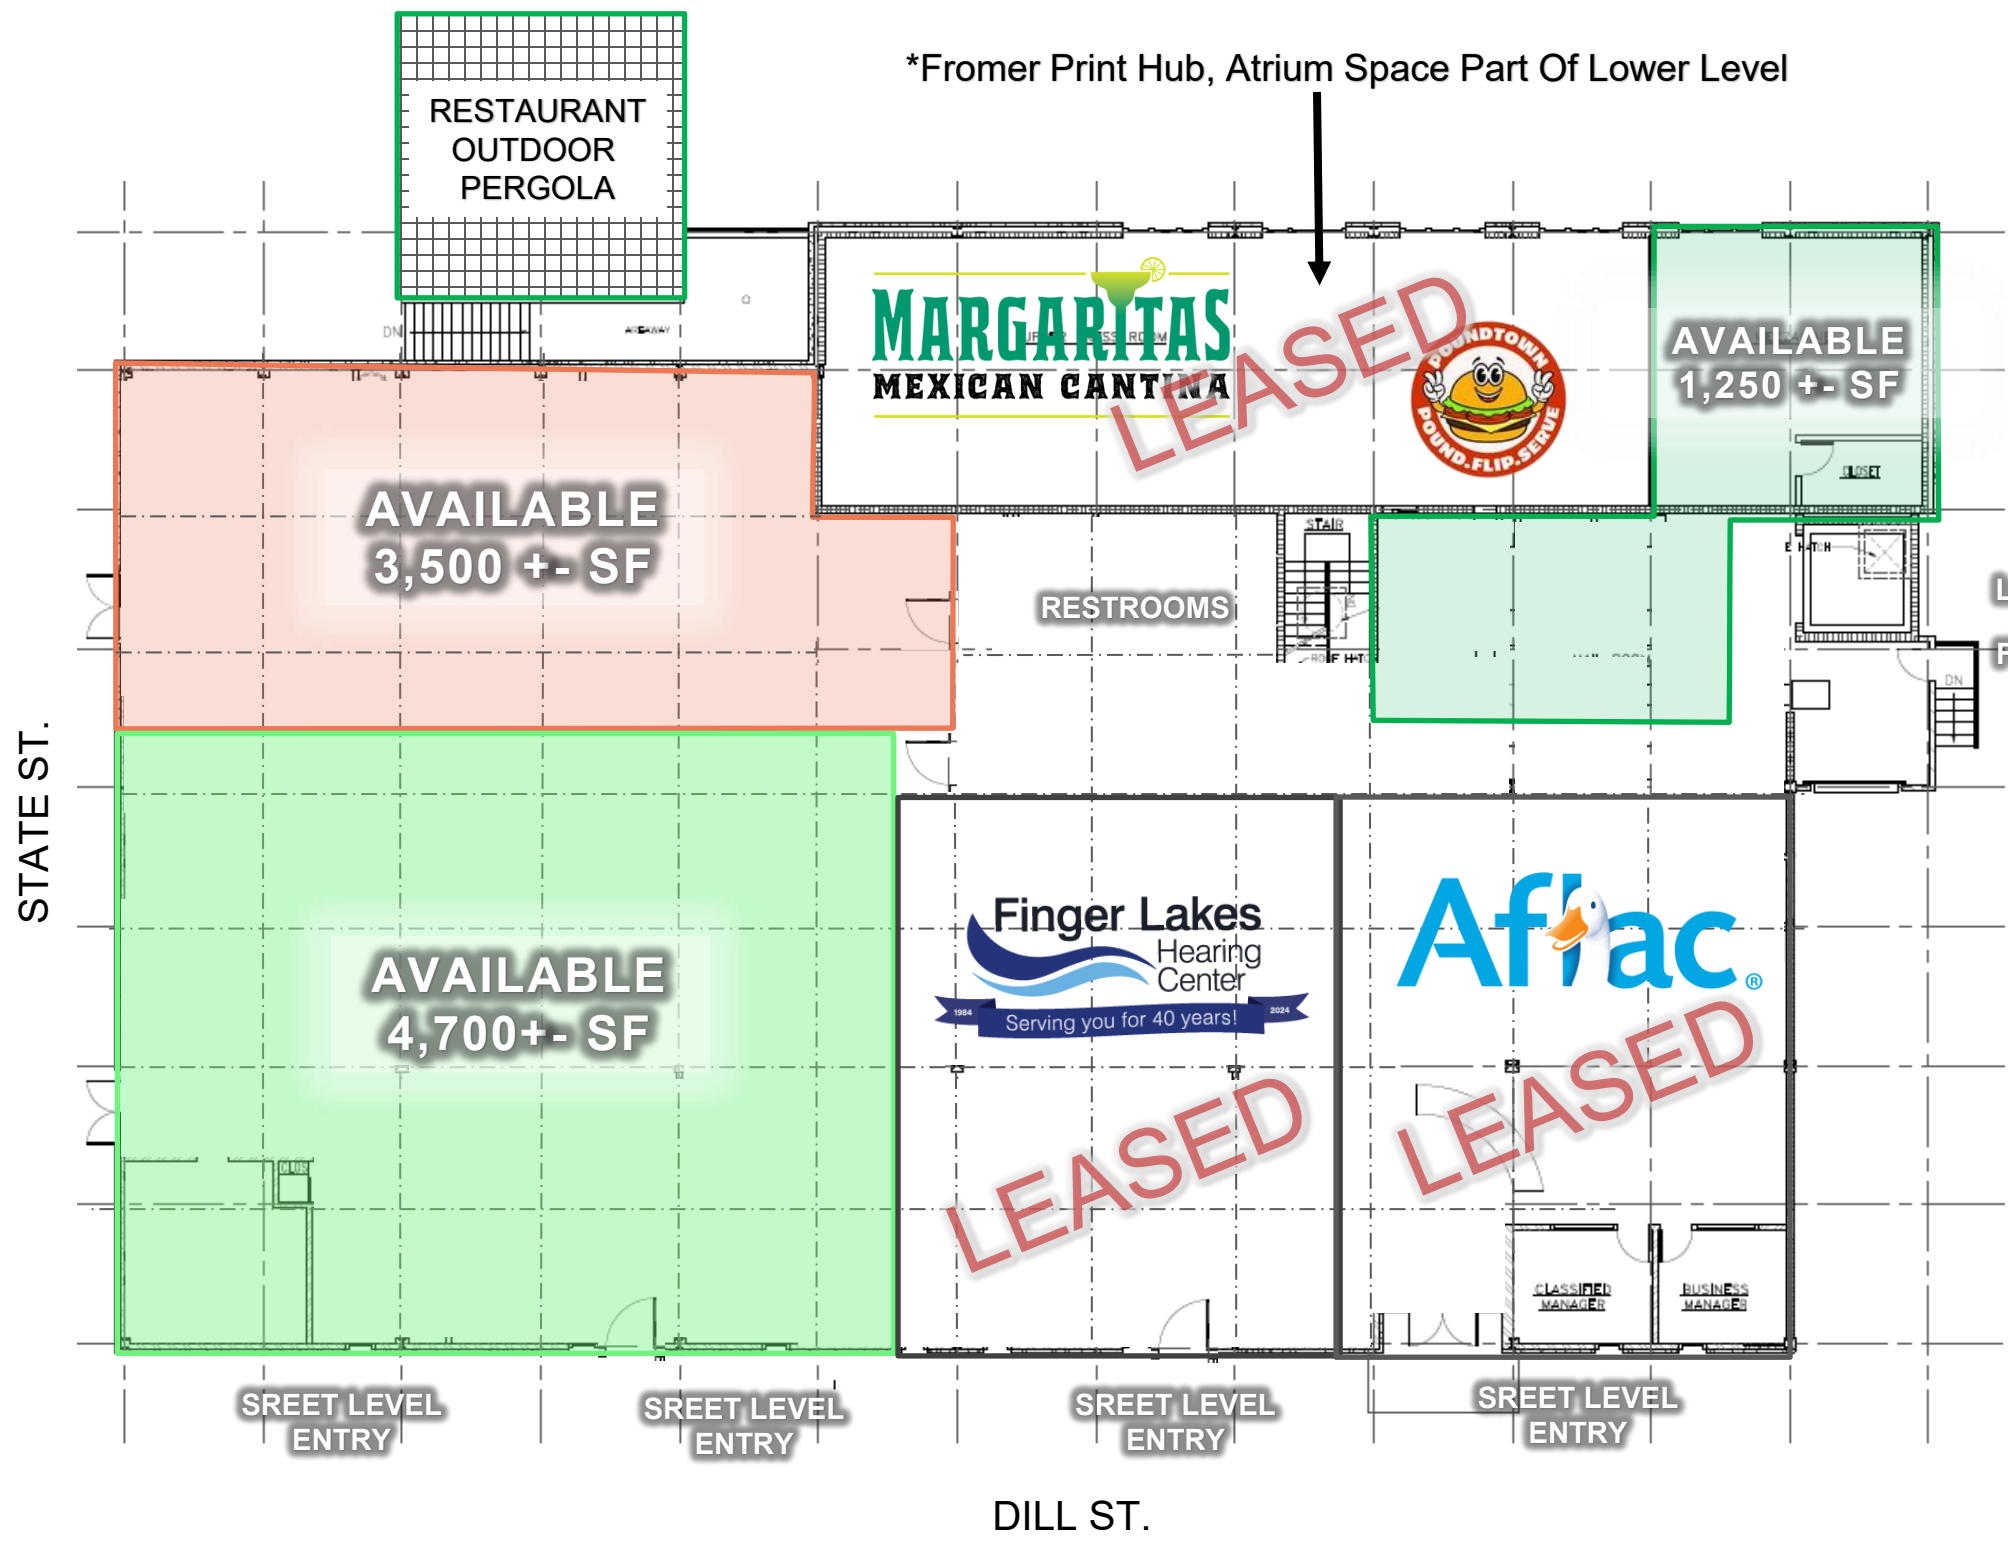 *Fromer Print Hub, Atrium Space Part Of Lower Level
RESTAURANT
OUTDOOR
PERGOLA
DN
AREAWAY
MARGARITAS
MEXICAN CANTINA
LEASED
POUNDTOWN
POUND.FLIP.SERVE
AVAILABLE
1,250 +- SF
CLOSET
AVAILABLE
3,500 +- SF
STAIR
RESTROOMS
DN
STATE ST.
AVAILABLE
4,700+- SF
CLOS
Finger Lakes
Hearing
Center
1984
Serving you for 40 years!
2024
LEASED
Aflac®
LEASED
CLASSIFIED
MANAGER
BUSINESS
MANAGER
SREET LEVEL
ENTRY
SREET LEVEL
ENTRY
SREET LEVEL
ENTRY
SREET LEVEL
ENTRY
DILL ST.